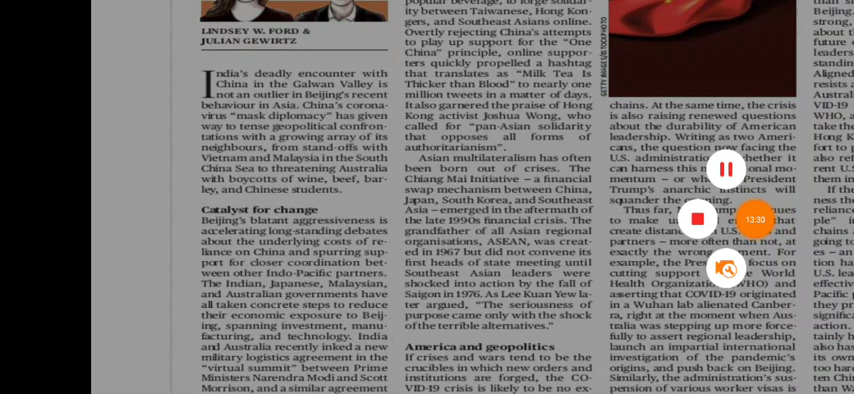 LINDSEY W. FORD &
JULIAN GEWIRTZ
India's deadly encounter with
China in the Galwan Valley is
not an outlier in Beijing's recent
behaviour in Asia. China's corona-
virus "mask diplomacy" has given
way to tense geopolitical confron-
tations with a growing array of its
neighbours, from stand-offs with
Vietnam and Malaysia in the South
China Sea to threatening Australia
with boycotts of wine, beef, bar-
ley, and Chinese students.
Catalyst for change
Beijing's blatant aggressiveness is
accelerating long-standing debates
about the underlying costs of re-
liance on China and spurring sup-
port for closer coordination bet-
ween other Indo-Pacific partners.
The Indian, Japanese, Malaysian,
and Australian governments have
all taken concrete steps to reduce
their economic exposure to Beij-
ing, spanning investment, manu-
facturing, and technology. India
and Australia recently inked a new
military logistics agreement in the
"virtual summit" between Prime
Ministers Narendra Modi and Scott
Morrison, and a similar agreement
popular beverage, to forge solidar-
ity between Taiwanese, Hong Kon-
gers, and Southeast Asians online.
Overtly rejecting China's attempts
to play up support for the "One
China" principle, online suppor-
ters quickly propelled a hashtag
that translates as "Milk Tea Is
Thicker than Blood" to nearly one
million tweets in a matter of days.
It also garnered the praise of Hong
Kong activist Joshua Wong, who
called for "pan-Asian solidarity
that opposes all forms of
authoritarianism".
Asian multilateralism has often
been born out of crises. The
Chiang Mai Initiative – a financial
swap mechanism between China,
Japan, South Korea, and Southeast
Asia – emerged in the aftermath of
the late 1990s financial crisis. The
grandfather of all Asian regional
organisations, ASEAN, was creat-
ed in 1967 but did not convene its
first heads of state meeting until
Southeast Asian leaders were
shocked into action by the fall of
Saigon in 1976. As Lee Kuan Yew la-
ter argued, "The seriousness of
purpose came only with the shock
of the terrible alternatives."
America and geopolitics
If crises and wars tend to be the
crucibles in which new orders and
institutions are forged, the CO-
VID-19 crisis is likely to be no ex-
GETTY IMAGES/ISTOCKPHOTO
chains. At the same time, the crisis
is also raising renewed questions
about the durability of American
leadership. Writing as two Ameri-
cans, the question now facing the
U.S. administration whether it
can harness this mo
mentum – or President
Trump's anarchic instincts will
squander the
Thus far,
to make
create U.S. and
partners – more often than not, at
exactly the wrong For
example, the focus on
cutting support World
Health Organization (WHO) and
asserting that COVID-19 originated
in a Wuhan lab alienated Canber-
ra, right at the moment when Aus-
tralia was stepping up more force-
fully to assert regional leadership,
launch an impartial international
investigation of the pandemic's
origins, and push back on Beijing.
Similarly, the administration's sus-
pension of various worker visas is
13:30